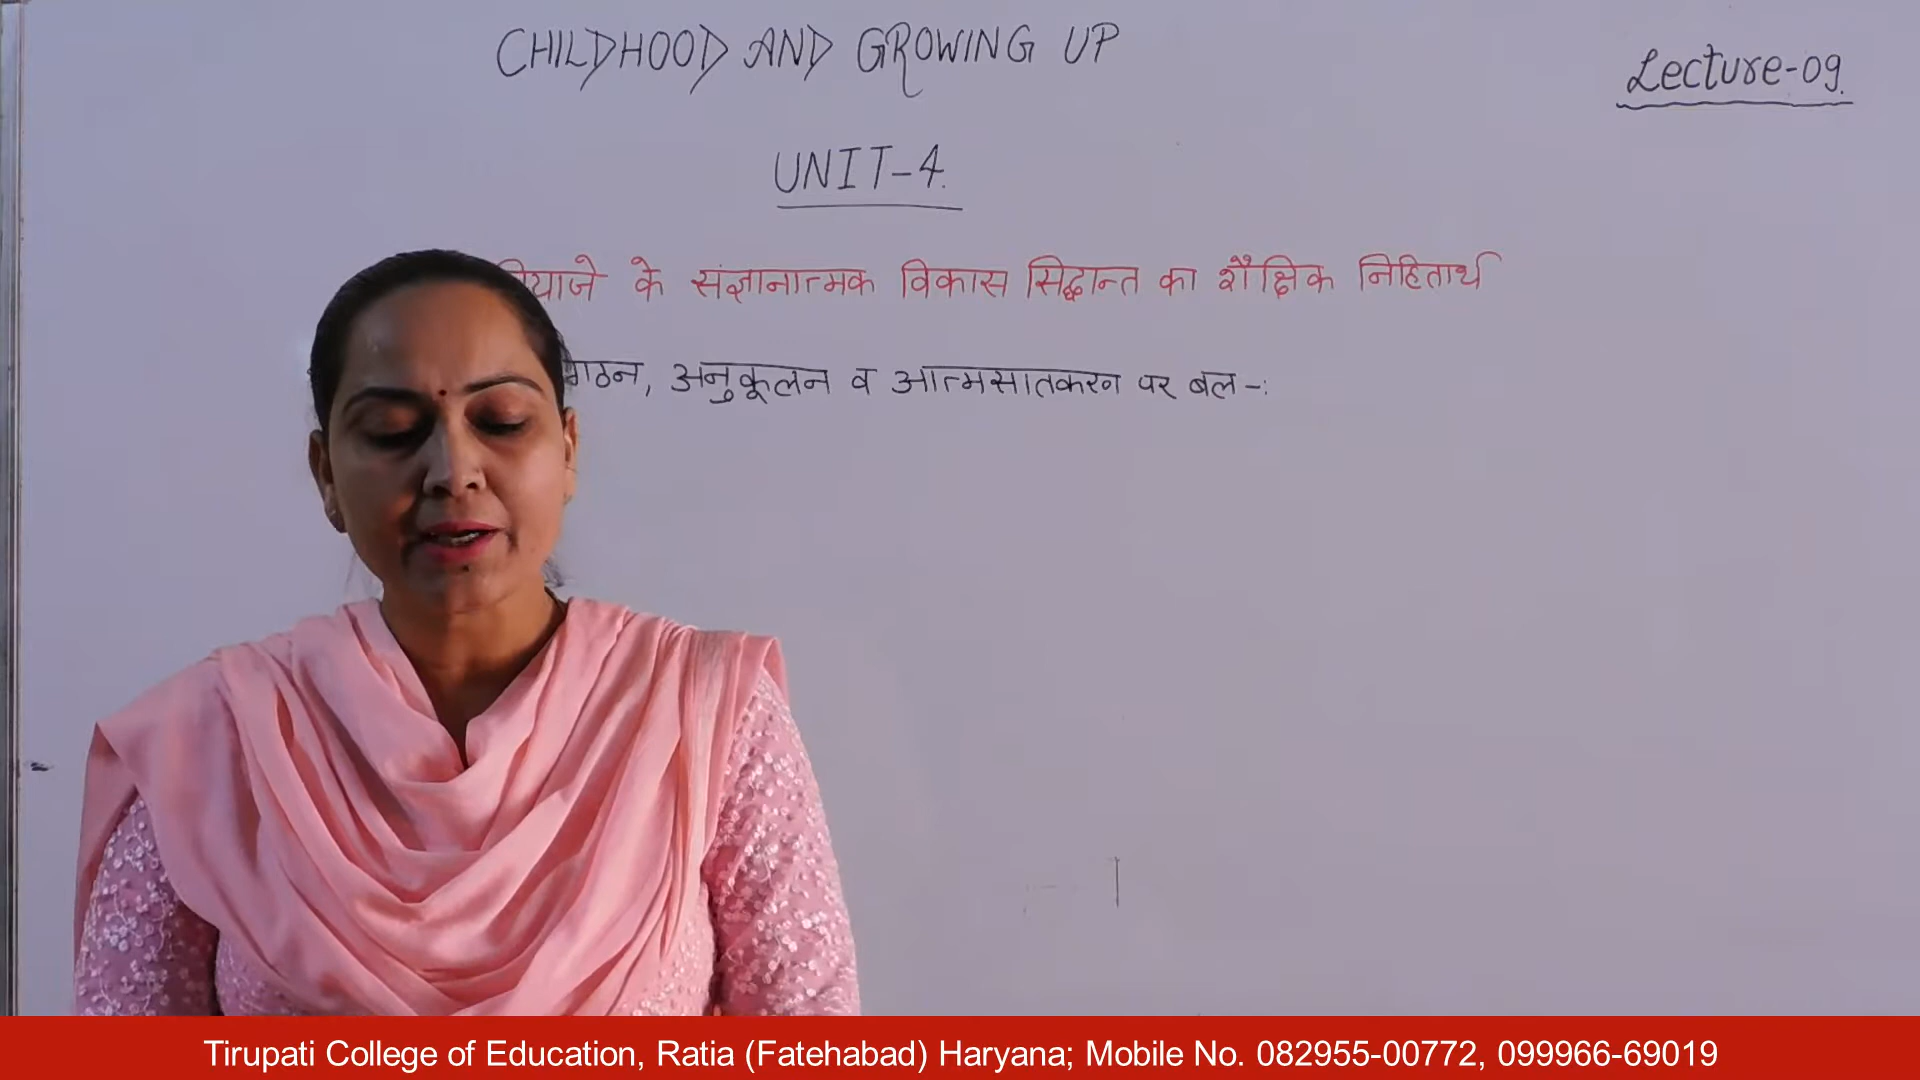 CHILDHOOD AND GROWING UP
Lecture-09.
UNIT-4.
के संज्ञानात्मक विकास सिद्धान्त का शैक्षिक निहितार्थ
अनुकूलन व आत्मसातकरण पर बल -:
Tirupati College of Education, Ratia (Fatehabad) Haryana; Mobile No. 082955-00772, 099966-69019